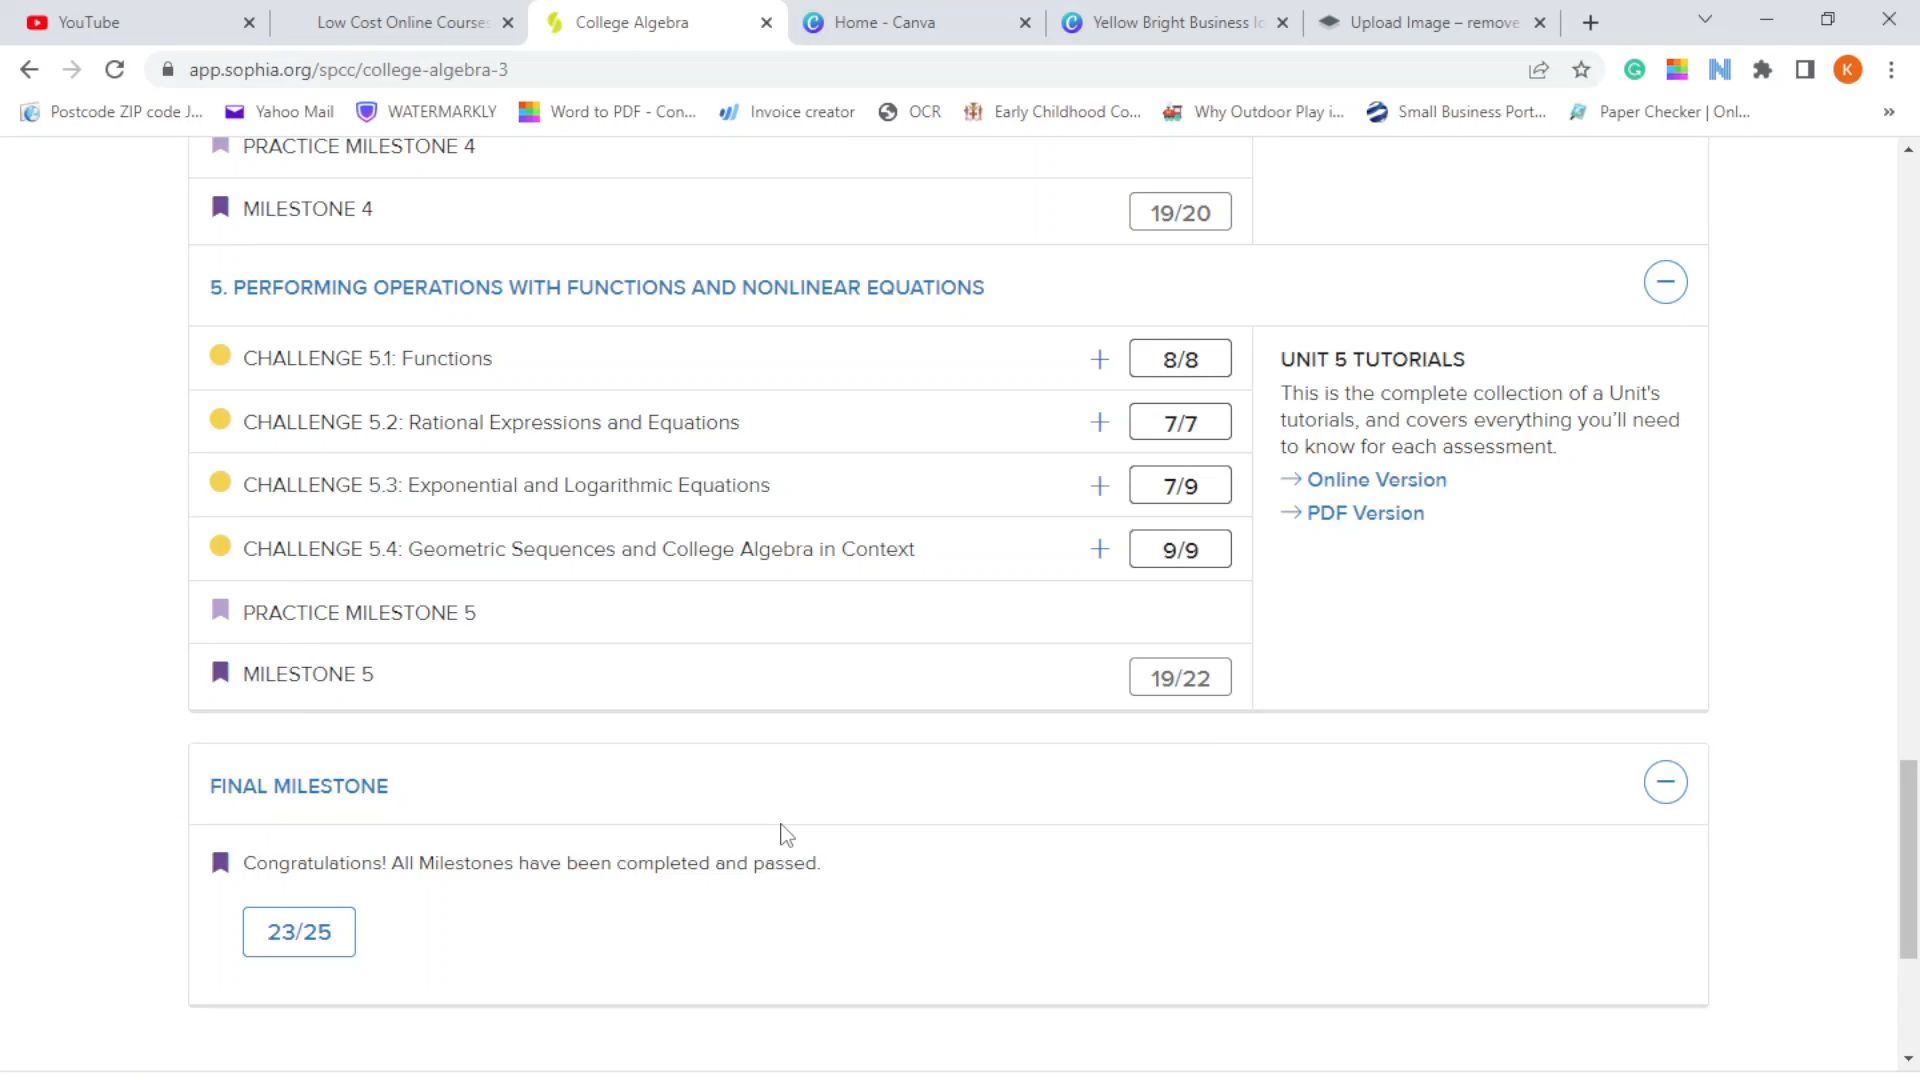 YouTube
Low Cost Online Course
College Algebra
Home - Canva
Yellow Bright Business Ic
Upload Image – remove
app.sophia.org/spcc/college-algebra-3
K
Postcode ZIP code J...
Yahoo Mail
WATERMARKLY
Word to PDF - Con...
Invoice creator
OCR
Early Childhood Co...
Why Outdoor Play i...
Small Business Port...
Paper Checker | Onl...
PRACTICE MILESTONE 4
MILESTONE 4
19/20
5. PERFORMING OPERATIONS WITH FUNCTIONS AND NONLINEAR EQUATIONS
CHALLENGE 5.1: Functions
8/8
CHALLENGE 5.2: Rational Expressions and Equations
7/7
CHALLENGE 5.3: Exponential and Logarithmic Equations
7/9
CHALLENGE 5.4: Geometric Sequences and College Algebra in Context
9/9
PRACTICE MILESTONE 5
MILESTONE 5
19/22
UNIT 5 TUTORIALS
This is the complete collection of a Unit's
tutorials, and covers everything you'll need
to know for each assessment.
Online Version
PDF Version
FINAL MILESTONE
Congratulations! All Milestones have been completed and passed.
23/25